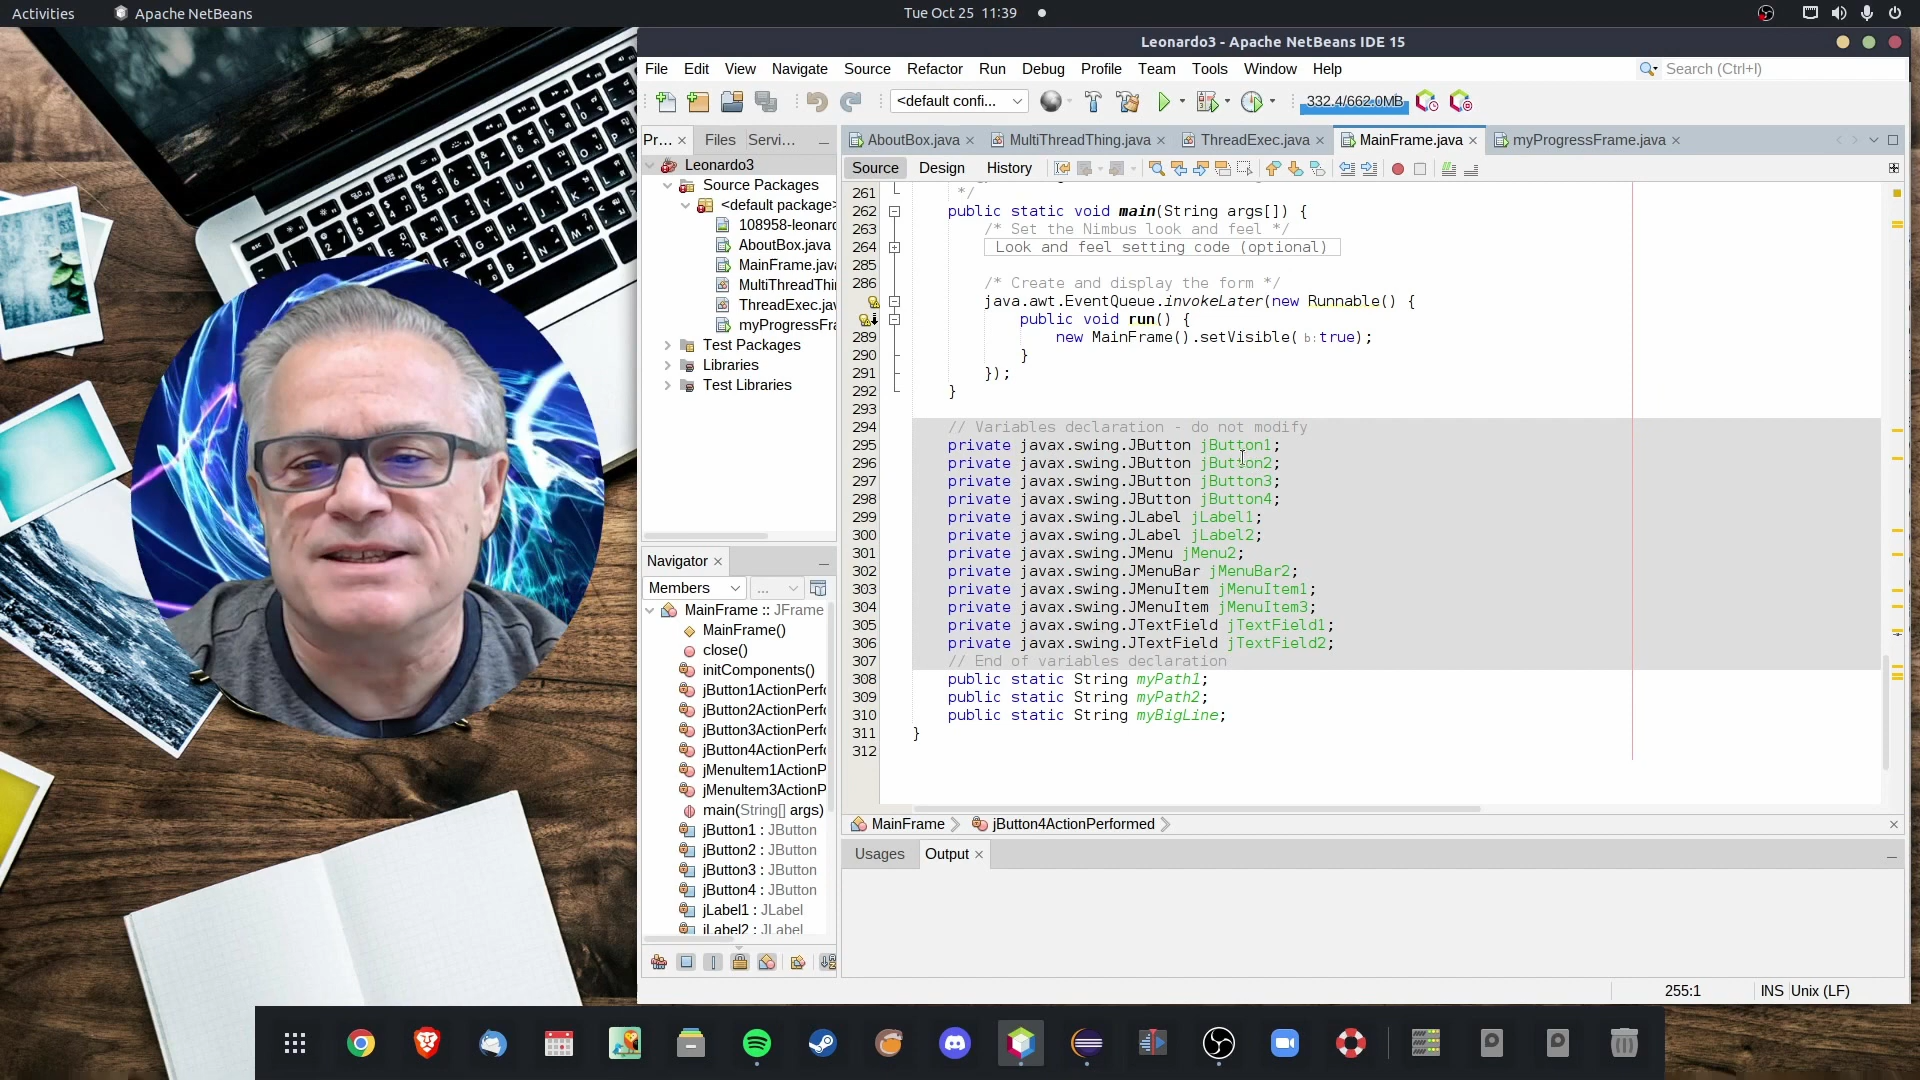 Activities
Apache NetBeans
Tue Oct 25 11:39
Leonardo3 - Apache NetBeans IDE 15
File Edit View Navigate Source Refactor Run Debug Profile Team Tools Window Help
Search (Ctrl+I)
<default confi...
332.4/662.0MB
Pr... Files Servi...
Leonardo3
Source Packages
<default package>
108958-leonard
AboutBox.java
MainFrame.java
MultiThreadThi
ThreadExec.jav
myProgressFra
Test Packages
Libraries
Test Libraries
Navigator
Members
...
MainFrame :: JFrame
MainFrame()
close()
initComponents()
jButton1ActionPerfo
jButton2ActionPerfo
jButton3ActionPerfo
jButton4ActionPerfo
jMenuItem1ActionP
jMenuItem3ActionP
main(String[] args)
jButton1 : JButton
jButton2 : JButton
jButton3 : JButton
jButton4 : JButton
jLabel1 : JLabel
jLabel2 : JLabel
AboutBox.java MultiThreadThing.java ThreadExec.java MainFrame.java myProgressFrame.java
Source Design History
261 */
262 public static void main(String args[]) {
263 /* Set the Nimbus look and feel */
264 Look and feel setting code (optional)
285
286 /* Create and display the form */
java.awt.EventQueue.invokeLater(new Runnable() {
public void run() {
289 new MainFrame().setVisible( b: true);
290 }
291 });
292 }
293
294 // Variables declaration - do not modify
295 private javax.swing.JButton jButton1;
296 private javax.swing.JButton jButton2;
297 private javax.swing.JButton jButton3;
298 private javax.swing.JButton jButton4;
299 private javax.swing.JLabel jLabel1;
300 private javax.swing.JLabel jLabel2;
301 private javax.swing.JMenu jMenu2;
302 private javax.swing.JMenuBar jMenuBar2;
303 private javax.swing.JMenuItem jMenuItem1;
304 private javax.swing.JMenuItem jMenuItem3;
305 private javax.swing.JTextField jTextField1;
306 private javax.swing.JTextField jTextField2;
307 // End of variables declaration
308 public static String myPath1;
309 public static String myPath2;
310 public static String myBigLine;
311 }
312
MainFrame jButton4ActionPerformed
Usages Output
255:1 INS Unix (LF)